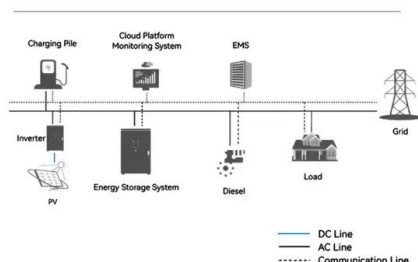 Charging Pile
Cloud Platform
Monitoring System
EMS
Grid
Inverter
PV
Energy Storage System
Diesel
Load
DC Line
AC Line
Communication Line